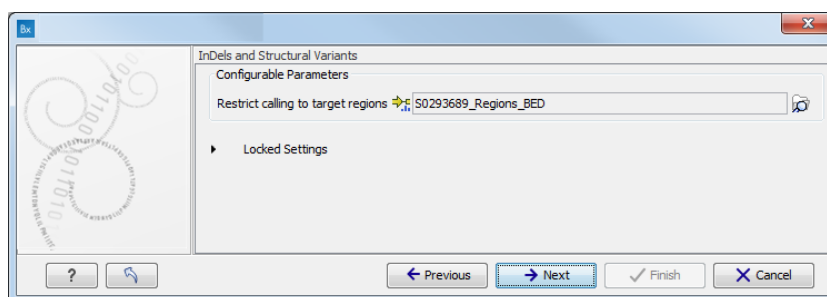 Bx
InDels and Structural Variants
Configurable Parameters
Restrict calling to target regions S0293689_Regions_BED
Locked Settings
? Previous Next Finish Cancel